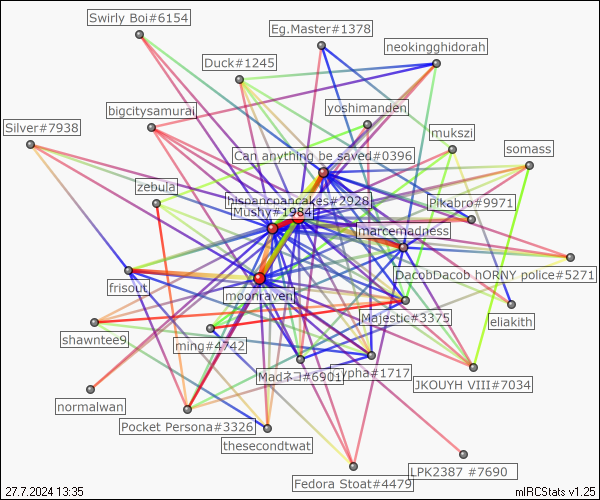 Swirly Boi#6154
Eg.Master#1378
neokingghidorah
Duck#1245
bigcitysamurai
yoshimanden
Silver#7938
mukszi
somass
Can anything be saved#0396
zebula
hispancpancakes#2928
Pikabro#9971
Mushy#1984
marcemadness
DacobDacob hORNY police#5271
frisout
moonraven
eliakith
Majestic#3375
shawntee9
ming#4742
Madネコ#6901
ypha#1717
JKOUYH VIII#7034
normalwan
Pocket Persona#3326
thesecondtwat
LPK2387 #7690
Fedora Stoat#4479
27.7.2024 13:35
mIRCStats v1.25